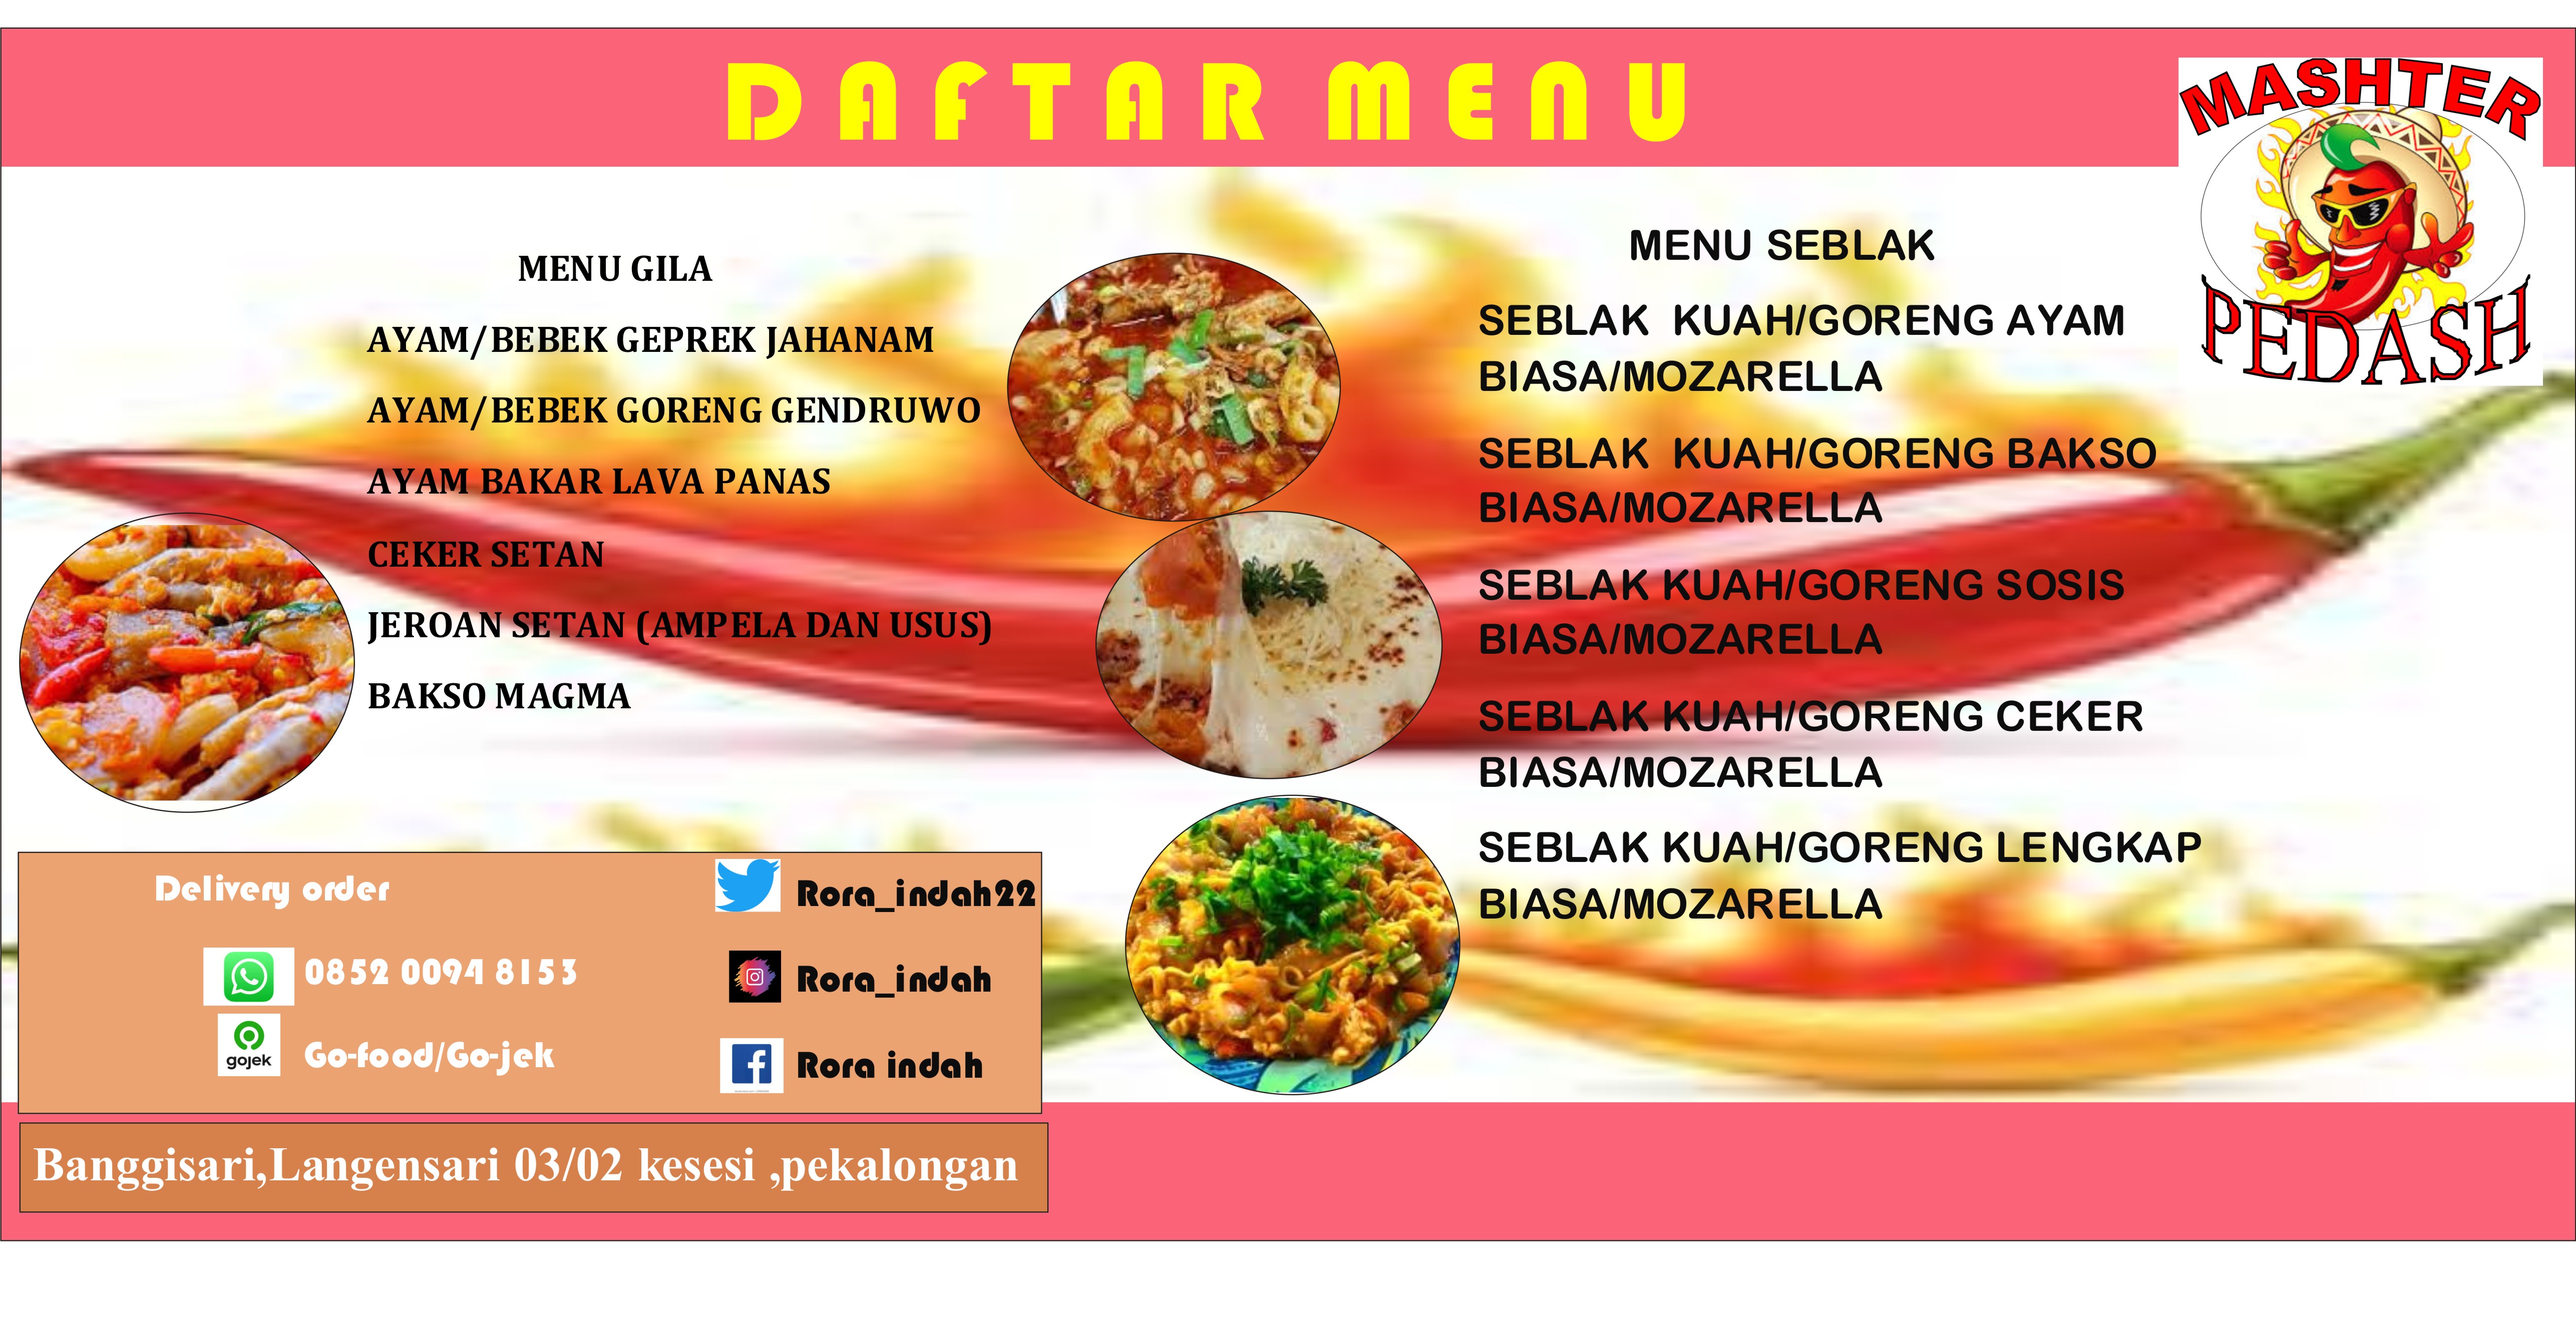 DAFTAR MENU
MASHTER
PEDASH
MENU GILA
AYAM/BEBEK GEPREK JAHANAM
AYAM/BEBEK GORENG GENDRUWO
AYAM BAKAR LAVA PANAS
CEKER SETAN
JEROAN SETAN (AMPELA DAN USUS)
BAKSO MAGMA
MENU SEBLAK
SEBLAK KUAH/GORENG AYAM
BIASA/MOZARELLA
SEBLAK KUAH/GORENG BAKSO
BIASA/MOZARELLA
SEBLAK KUAH/GORENG SOSIS
BIASA/MOZARELLA
SEBLAK KUAH/GORENG CEKER
BIASA/MOZARELLA
SEBLAK KUAH/GORENG LENGKAP
BIASA/MOZARELLA
Delivery order
0852 0094 8153
gojek
Go-food/Go-jek
Rora_indah22
Rora_indah
Rora indah
Banggisari,Langensari 03/02 kesesi ,pekalongan